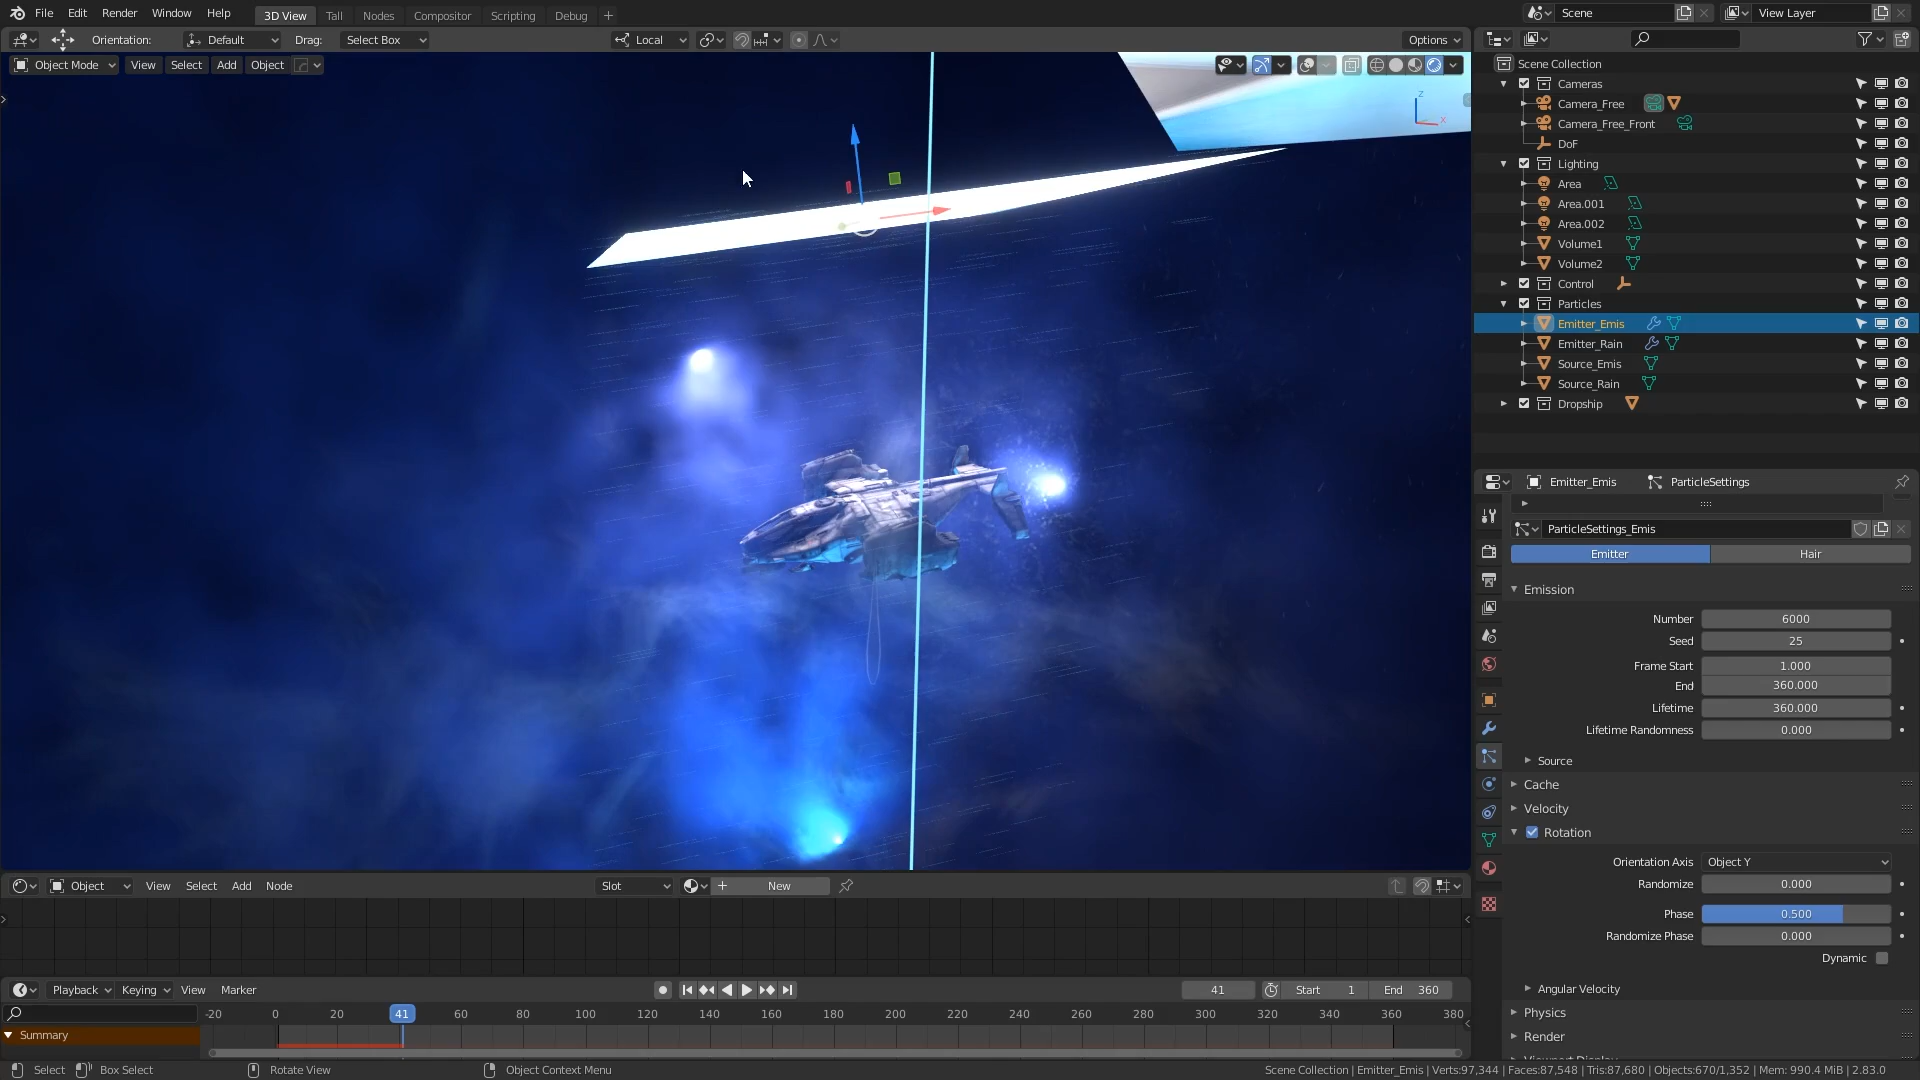 File Edit Render Window Help 3D View Tall Nodes Compositor Scripting Debug + Scene View Layer
Orientation: Default Drag: Select Box Local Options
Object Mode View Select Add Object
Z
X
Scene Collection
Cameras
Camera_Free
Camera_Free_Front
DoF
Lighting
Area
Area.001
Area.002
Volume1
Volume2
Control
Particles
Emitter_Emis
Emitter_Rain
Source_Emis
Source_Rain
Dropship
Emitter_Emis ParticleSettings
ParticleSettings_Emis
Emitter Hair
Emission
Number 6000
Seed 25
Frame Start 1.000
End 360.000
Lifetime 360.000
Lifetime Randomness 0.000
Source
Cache
Velocity
Rotation
Orientation Axis Object Y
Randomize 0.000
Phase 0.500
Randomize Phase 0.000
Dynamic
Angular Velocity
Physics
Render
Object View Select Add Node Slot + New
Playback Keying View Marker 41 Start 1 End 360
-20 0 20 41 60 80 100 120 140 160 180 200 220 240 260 280 300 320 340 360 380
Summary
Select Box Select Rotate View Object Context Menu Scene Collection | Emitter_Emis | Verts:97,344 | Faces:87,548 | Tris:87,680 | Objects:670/1,352 | Mem: 990.4 MiB | 2.83.0